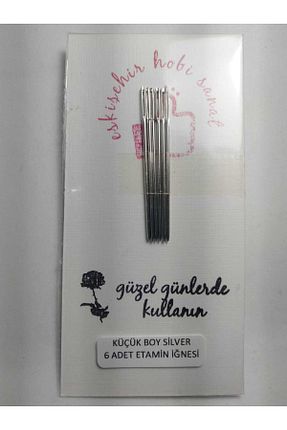 eskişehir hobi sanat
güzel günlerde
kullanın
KÜÇÜK BOY SILVER
6 ADET ETAMİN İĞNESİ